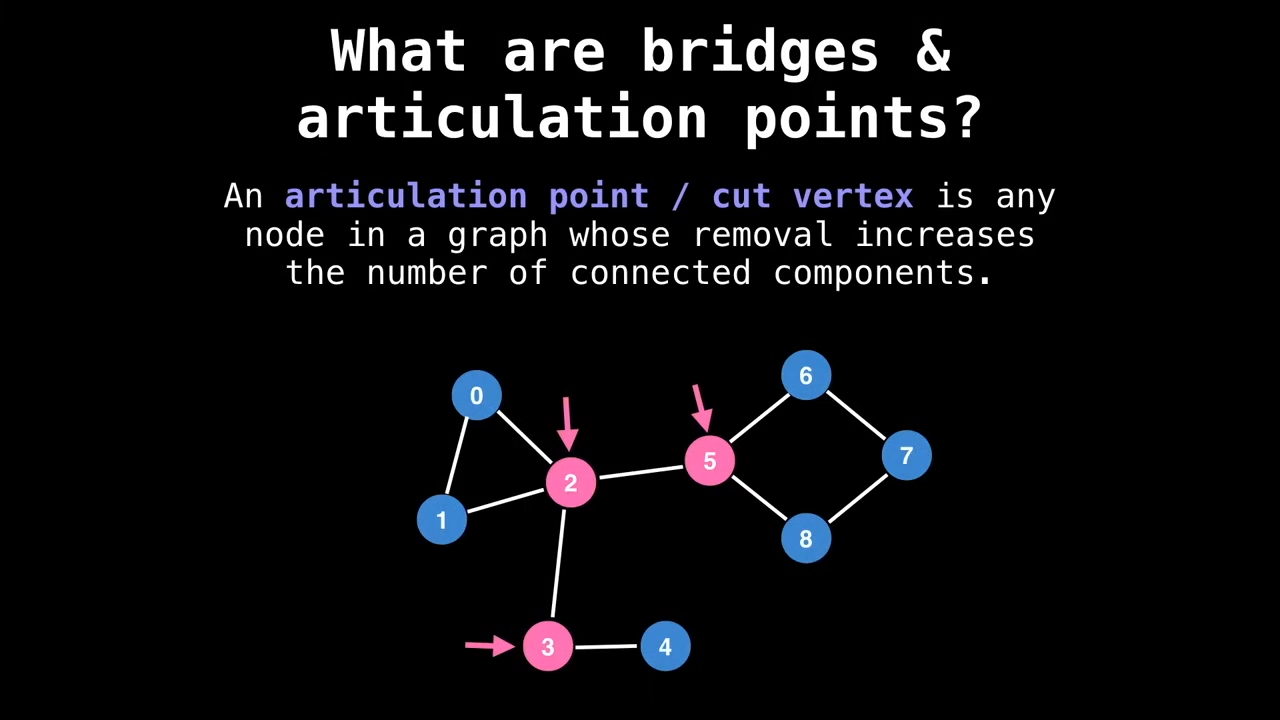 What are bridges &
articulation points?
An articulation point / cut vertex is any
node in a graph whose removal increases
the number of connected components.
0
6
2
5
7
1
8
3
4